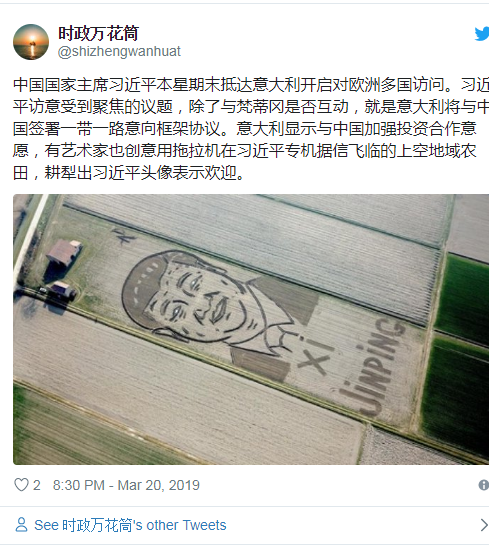 时政万花筒
@shizhengwanhuat
中国国家主席习近平本星期末抵达意大利开启对欧洲多国访问。习近
平访意受到聚焦的议题，除了与梵蒂冈是否互动，就是意大利将与中
国签署一带一路意向框架协议。意大利显示与中国加强投资合作意
愿，有艺术家也创意用拖拉机在习近平专机据信飞临的上空地域农
田，耕犁出习近平头像表示欢迎。
xi
JINPING
2 8:30 PM - Mar 20, 2019
See 时政万花筒's other Tweets